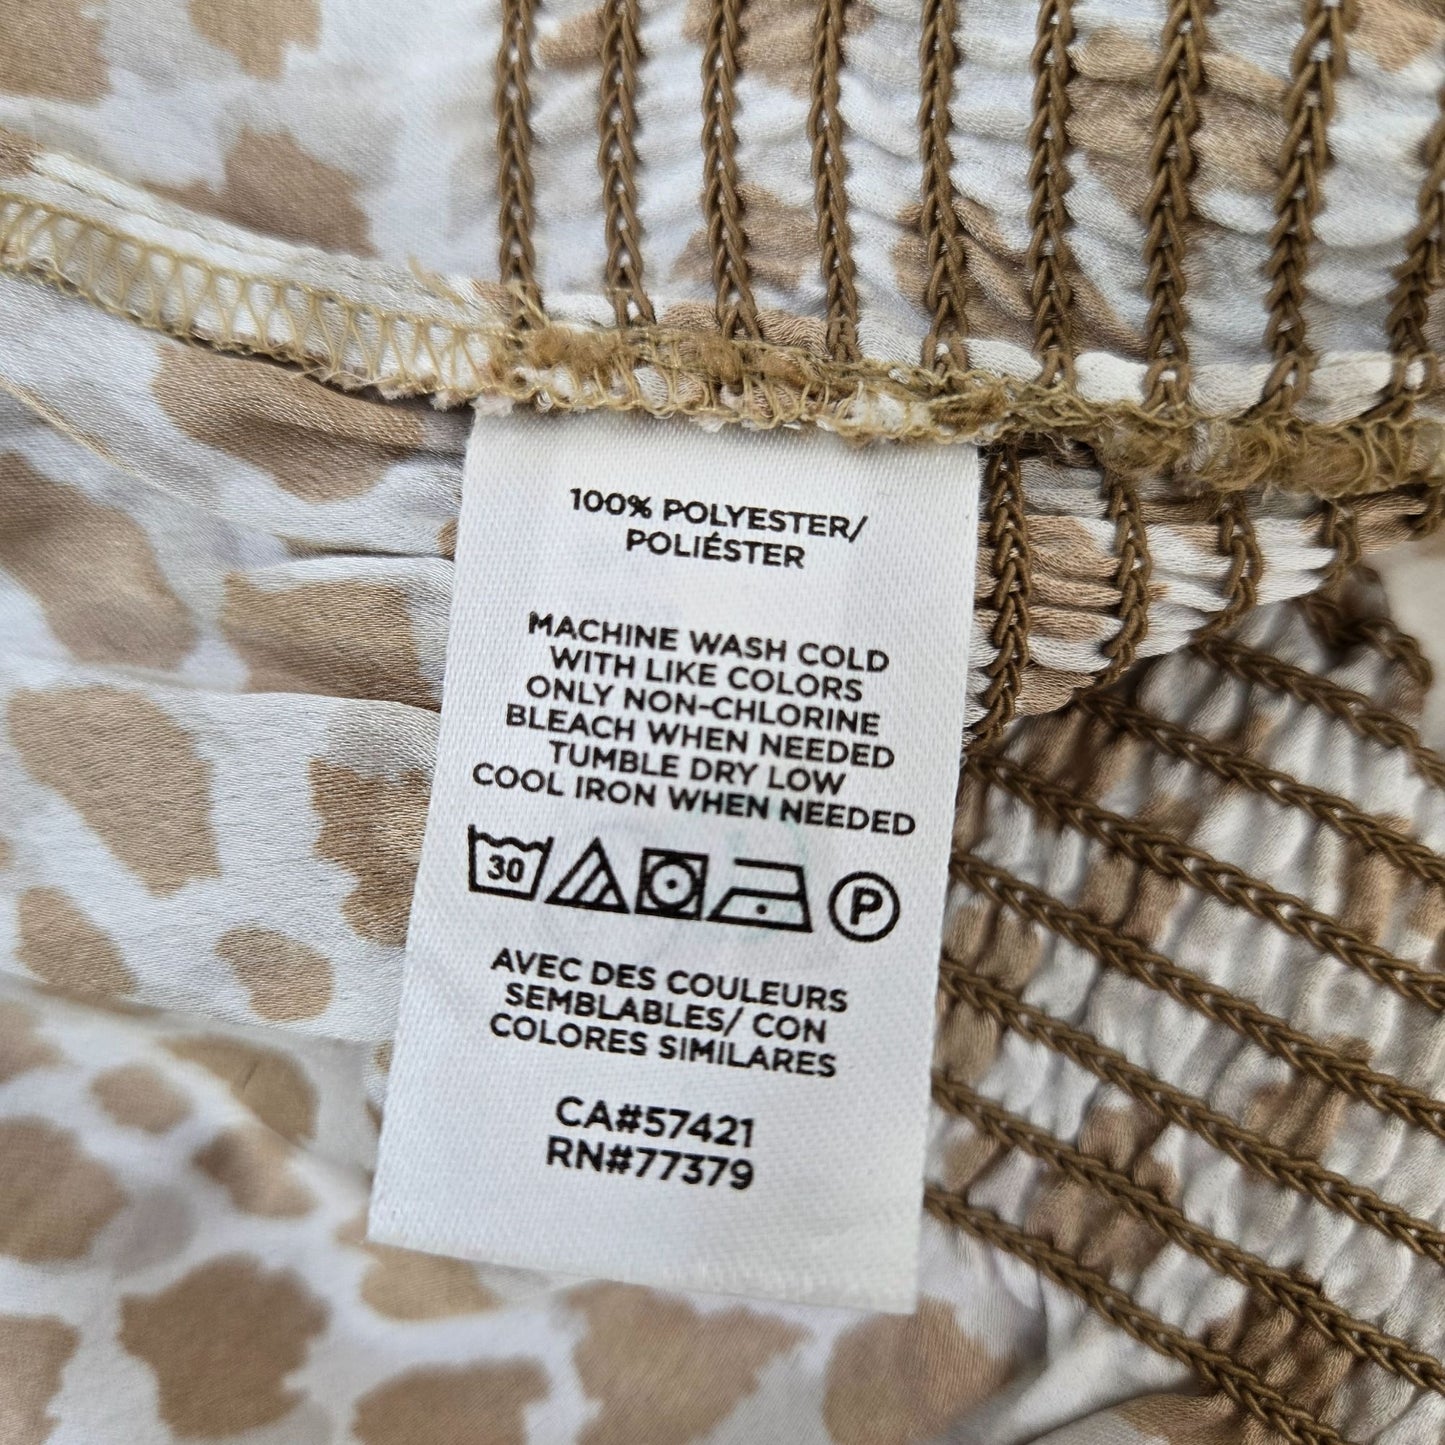 100% POLYESTER/
POLIÉSTER
MACHINE WASH COLD
WITH LIKE COLORS
ONLY NON-CHLORINE
BLEACH WHEN NEEDED
TUMBLE DRY LOW
COOL IRON WHEN NEEDED
30 P
AVEC DES COULEURS
SEMBLABLES/ CON
COLORES SIMILARES
CA#57421
RN#77379